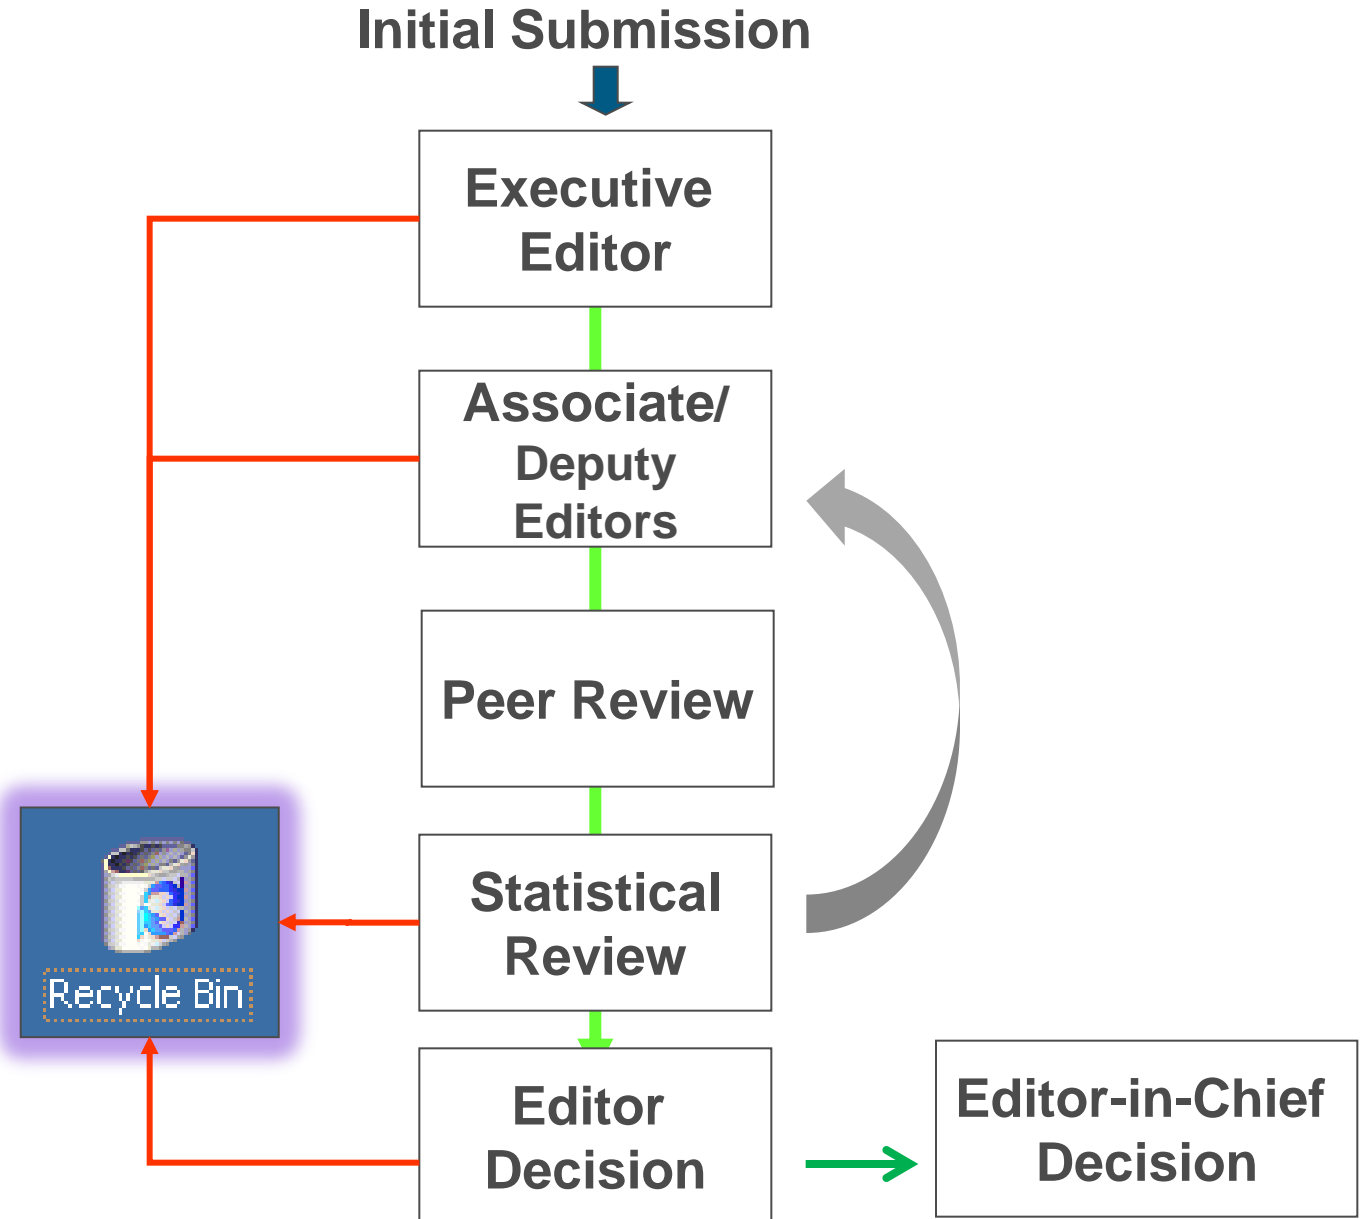 Initial Submission
Executive
Editor
Associate/
Deputy
Editors
Peer Review
Statistical
Review
Recycle Bin
Editor
Decision
Editor-in-Chief
Decision